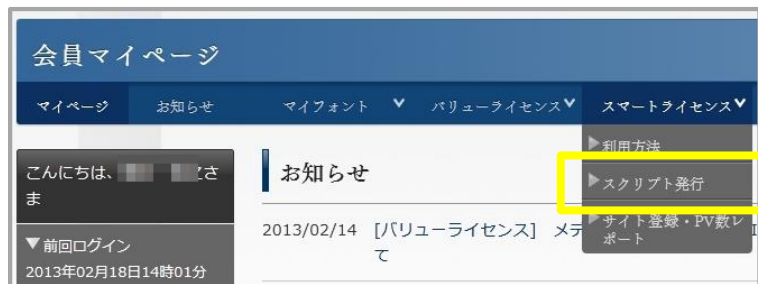 会員マイページ
マイページ お知らせ マイフォント バリューライセンス スマートライセンス
利用方法
スクリプト発行
サイト登録・PV数レ
ポート
こんにちは、 さ
ま
前回ログイン
2013年02月18日14時01分
お知らせ
2013/02/14 [バリューライセンス] メデ
て